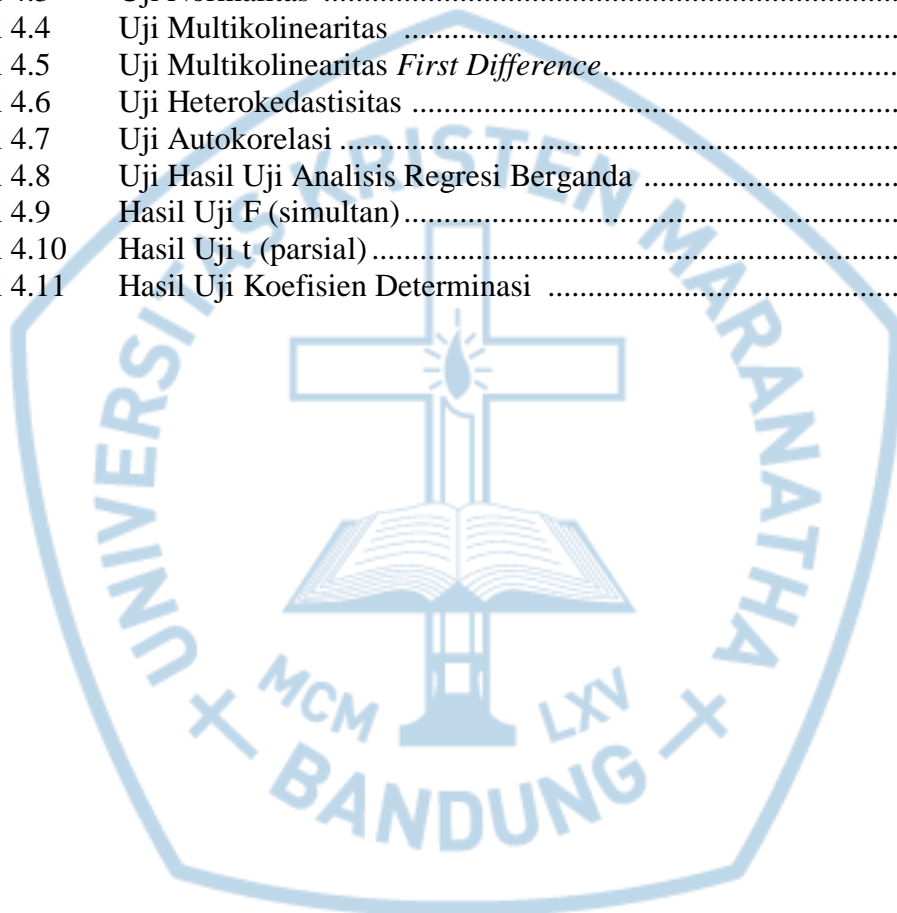 4.4 Uji Multikolinearitas ..........................................................
4.5 Uji Multikolinearitas First Difference....................................
4.6 Uji Heterokedastisitas .........................................................
4.7 Uji Autokorelasi ..................................................................
4.8 Uji Hasil Uji Analisis Regresi Berganda ...............................
4.9 Hasil Uji F (simultan)...........................................................
4.10 Hasil Uji t (parsial)..............................................................
4.11 Hasil Uji Koefisien Determinasi ..........................................
UNIVERSITAS KRISTEN MARANATHA
MCM LXV
BANDUNG